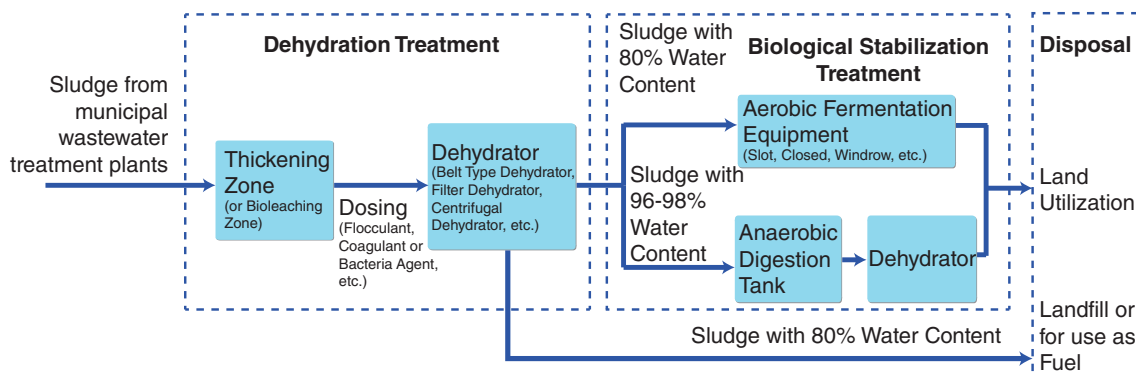 Dehydration Treatment
Sludge from
municipal
wastewater
treatment plants
Thickening
Zone
(or Bioleaching
Zone)
Dosing
(Flocculant,
Coagulant or
Bacteria Agent,
etc.)
Dehydrator
(Belt Type Dehydrator,
Filter Dehydrator,
Centrifugal
Dehydrator, etc.)
Sludge with
80% Water
Content
Biological Stabilization
Treatment
Aerobic Fermentation
Equipment
(Slot, Closed, Windrow, etc.)
Sludge with
96-98%
Water
Content
Anaerobic
Digestion
Tank
Dehydrator
Sludge with 80% Water Content
Disposal
Land
Utilization
Landfill or
for use as
Fuel